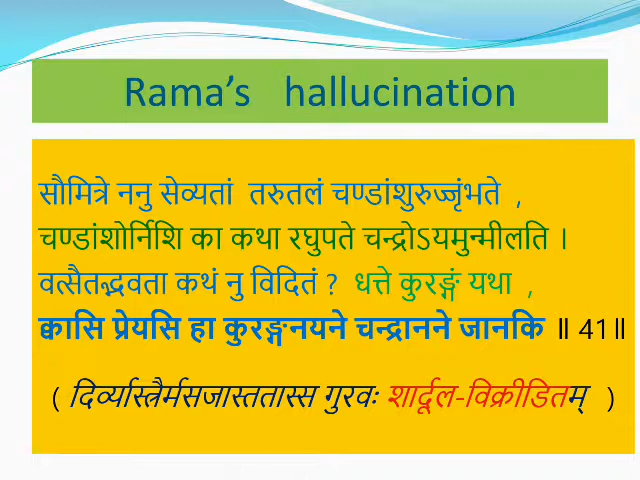 Rama's hallucination
सौमित्रे ननु सेव्यतां तरुतलं चण्डांशुरुज्जृंभते ,
चण्डांशोर्निशि का कथा रघुपते चन्द्रोऽयमुन्मीलति ।
वत्सैतद्भवता कथं नु विदितं ? धत्ते कुरङ्गं यथा ,
क्वासि प्रेयसि हा कुरङ्गनयने चन्द्रानने जानकि ॥ 41॥
( दिर्व्यास्त्रैर्मसजास्ततास्स गुरवः शार्दूल-विक्रीडितम् )